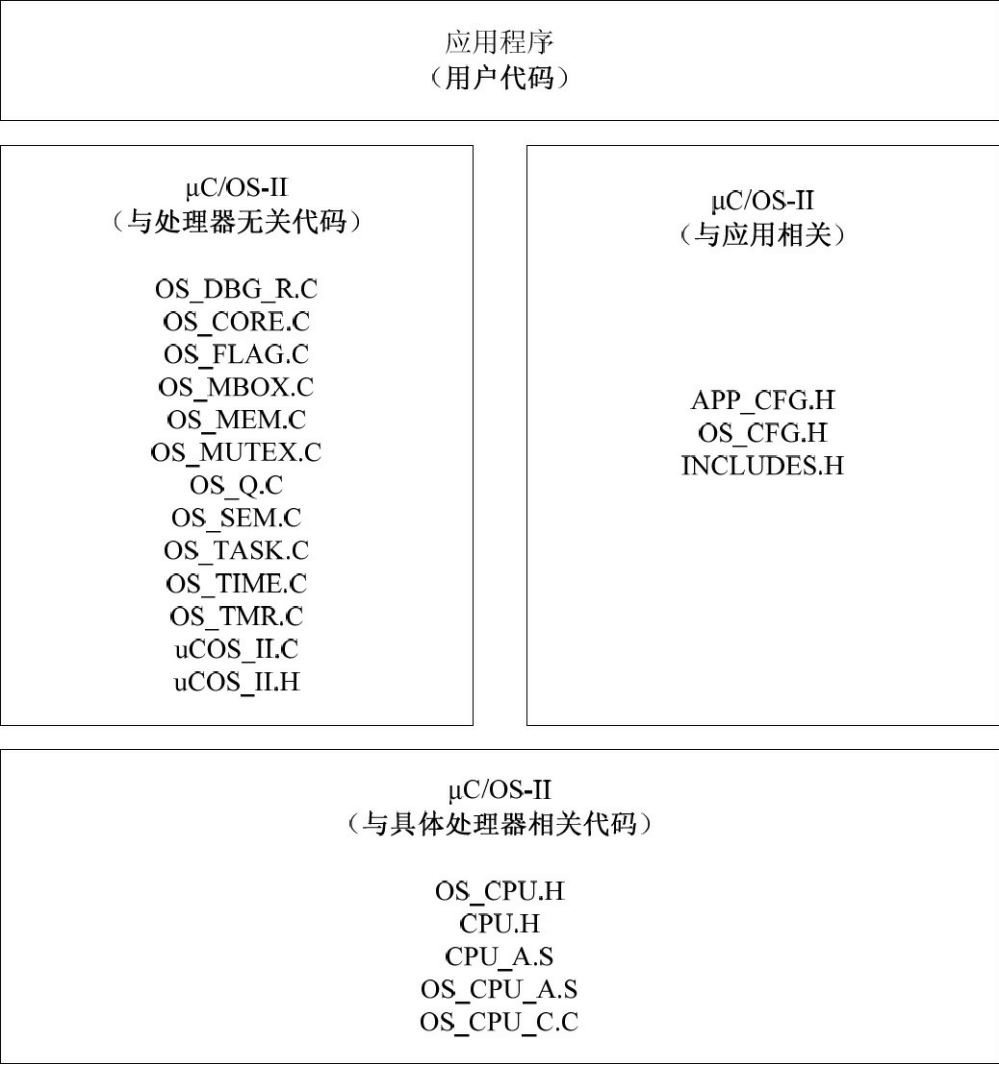 应用程序
（用户代码）
μC/OS-II
（与处理器无关代码）
OS_DBG_R.C
OS_CORE.C
OS_FLAG.C
OS_MBOX.C
OS_MEM.C
OS_MUTEX.C
OS_Q.C
OS_SEM.C
OS_TASK.C
OS_TIME.C
OS_TMR.C
uCOS_II.C
uCOS_II.H
μC/OS-II
（与应用相关）
APP_CFG.H
OS_CFG.H
INCLUDES.H
μC/OS-II
（与具体处理器相关代码）
OS_CPU.H
CPU.H
CPU_A.S
OS_CPU_A.S
OS_CPU_C.C